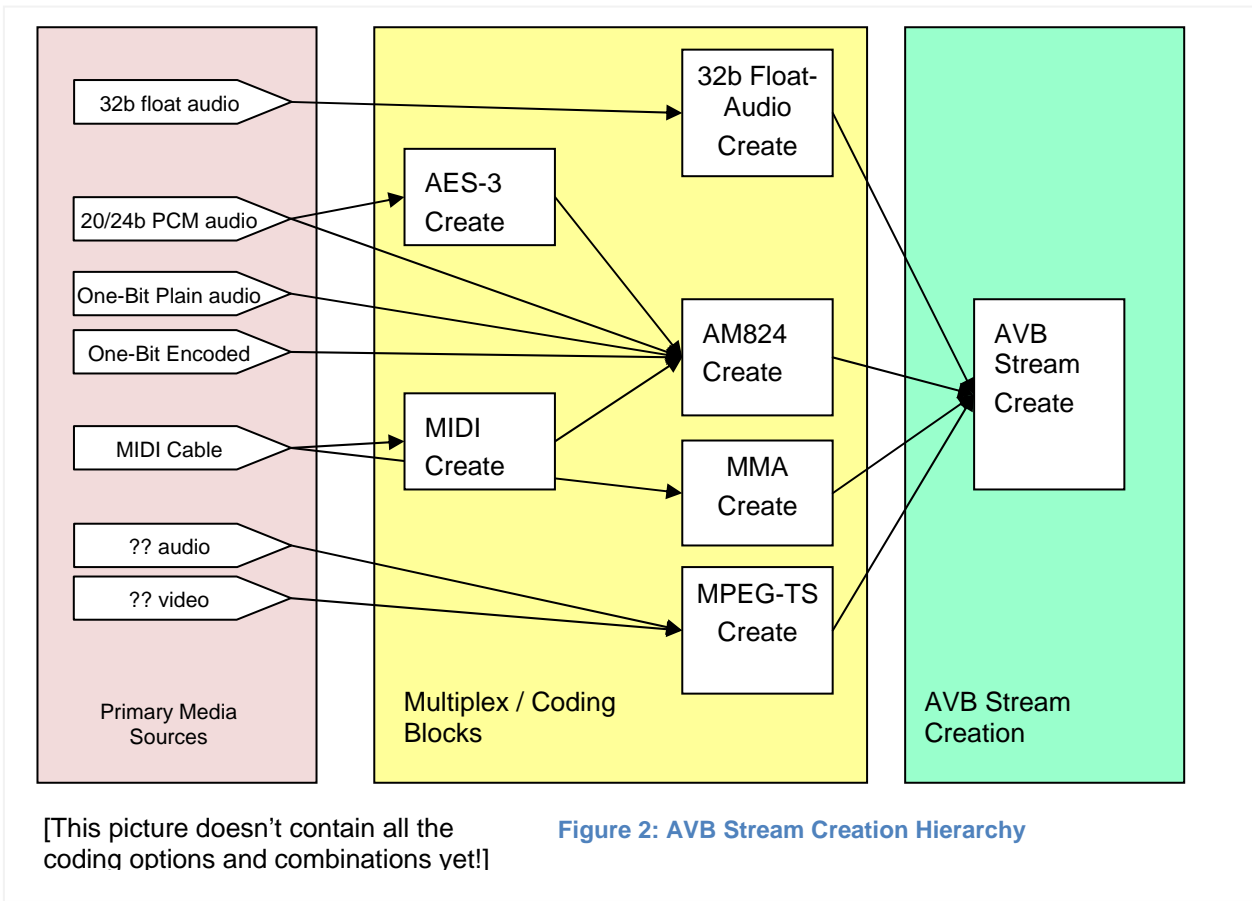 32b float audio
20/24b PCM audio
One-Bit Plain audio
One-Bit Encoded
MIDI Cable
?? audio
?? video
Primary Media
Sources
AES-3
Create
MIDI
Create
32b Float-
Audio
Create
AM824
Create
MMA
Create
MPEG-TS
Create
Multiplex / Coding
Blocks
AVB
Stream
Create
AVB Stream
Creation
[This picture doesn’t contain all the
coding options and combinations yet!]
Figure 2: AVB Stream Creation Hierarchy